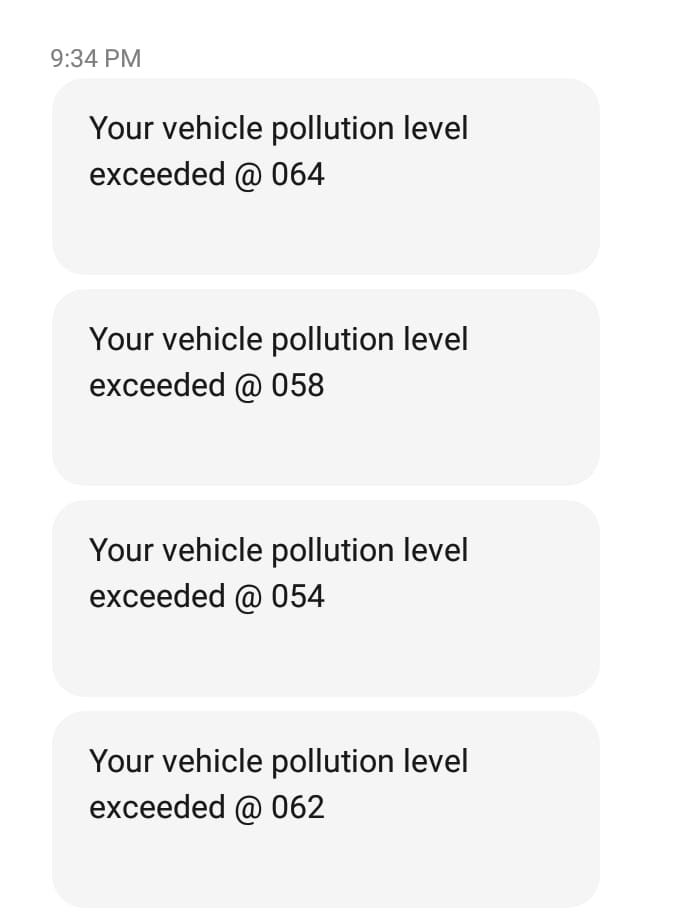 9:34 PM
Your vehicle pollution level
exceeded @ 064
Your vehicle pollution level
exceeded @ 058
Your vehicle pollution level
exceeded @ 054
Your vehicle pollution level
exceeded @ 062